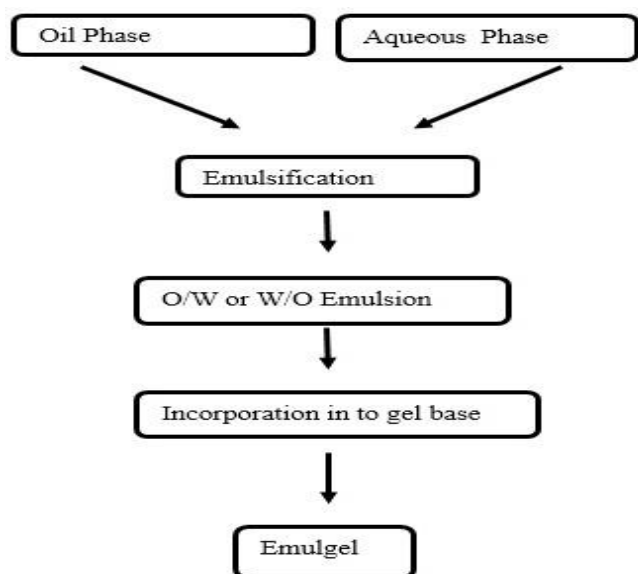 Oil Phase
Aqueous Phase
Emulsification
O/W or W/O Emulsion
Incorporation in to gel base
Emulgel